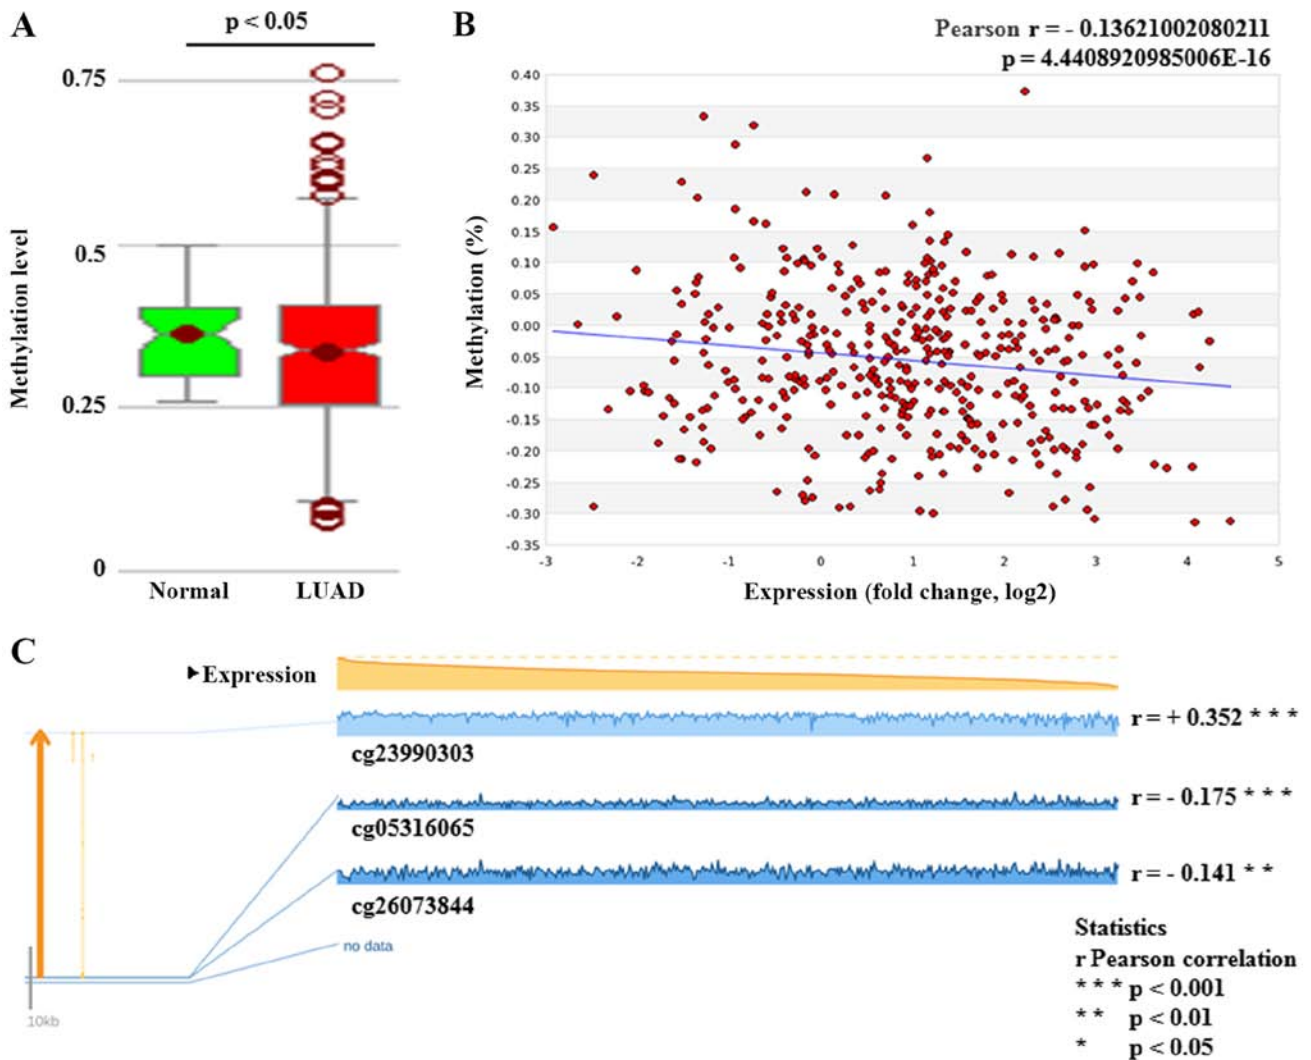 A
p < 0.05
0.75
0.5
0.25
0
Methylation level
Normal
LUAD
B
Pearson r = - 0.13621002080211
p = 4.4408920985006E-16
0.40
0.35
0.30
0.25
0.20
0.15
0.10
0.05
0.00
0.05
-0.10
-0.15
-0.20
-0.25
-0.30
-0.35
Methylation (%)
-3
-2
-1
0
1
2
3
4
5
Expression (fold change, log2)
C
Expression
r = + 0.352 * * *
cg23990303
r = - 0.175 * * *
cg05316065
r = - 0.141 * *
cg26073844
no data
10kb
Statistics
r Pearson correlation
* * * p < 0.001
* * p < 0.01
* p < 0.05